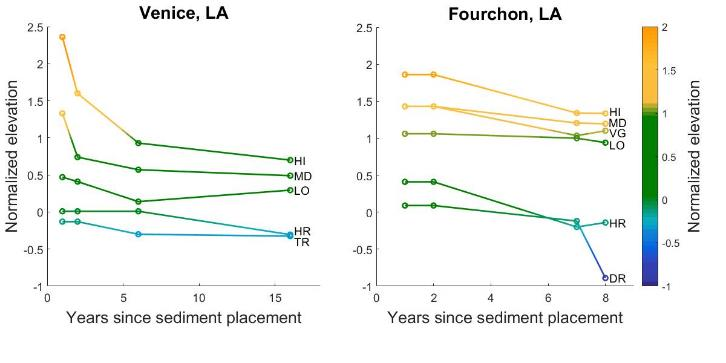 Venice, LA
Normalized elevation
2.5
2
1.5
1
0.5
0
-0.5
-1
HI
MD
LO
HR
TR
0 5 10 15
Years since sediment placement
Fourchon, LA
2.5
2
1.5
1
0.5
0
-0.5
-1
HI
MD
VG
LO
HR
DR
0 2 4 6 8
Years since sediment placement
2
1.5
1
0.5
0
-0.5
-1
Normalized elevation